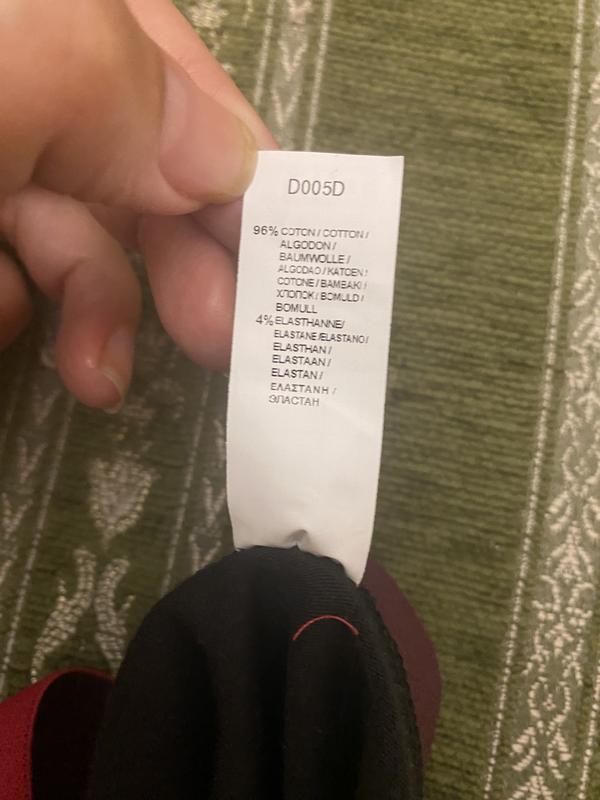 D005D
96% COTON / COTTON /
ALGODON /
BAUMWOLLE /
ALGODAO / KATOEN /
COTONE / BAMBAKI /
ХЛОПОК / BOMULD /
BOMULL
4% ELASTHANNE/
ELASTANE/ELASTANO/
ELASTHAN /
ELASTAAN /
ELASTAN /
ΕΛΑΣΤΑΝΗ /
ЭЛАСТАН